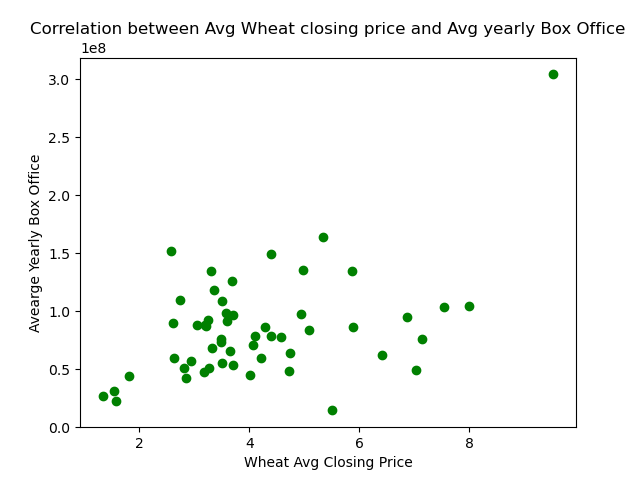 Correlation between Avg Wheat closing price and Avg yearly Box Office
1e8
3.0
2.5
2.0
1.5
1.0
0.5
0.0
Avearge Yearly Box Office
2 4 6 8
Wheat Avg Closing Price